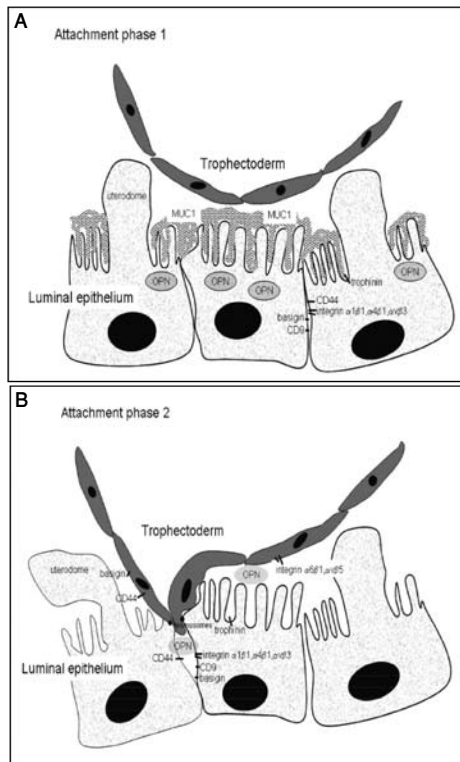 A
Attachment phase 1
Trophectoderm
uterodome
MUC1
MUC1
OPN
OPN
OPN
OPN
trophinin
Luminal epithelium
CD44
integrin α1β1,α4β1,αvβ3
basigin
CD9
B
Attachment phase 2
Trophectoderm
uterodome
basigin
integrin α5β1,αvβ5
OPN
CD44
trophinin
OPN
Luminal epithelium
CD44
integrin α1β1,α4β1,αvβ3
CD9
basigin